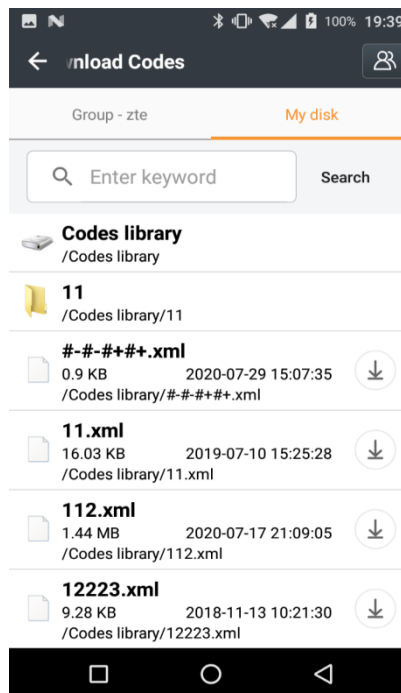 100% 19:39
wnload Codes
Group - zte
My disk
Enter keyword
Search
Codes library
/Codes library
11
/Codes library/11
#-#-#+#+.xml
0.9 KB 2020-07-29 15:07:35
/Codes library/#-#-#+#+.xml
11.xml
16.03 KB 2019-07-10 15:25:28
/Codes library/11.xml
112.xml
1.44 MB 2020-07-17 21:09:05
/Codes library/112.xml
12223.xml
9.28 KB 2018-11-13 10:21:30
/Codes library/12223.xml